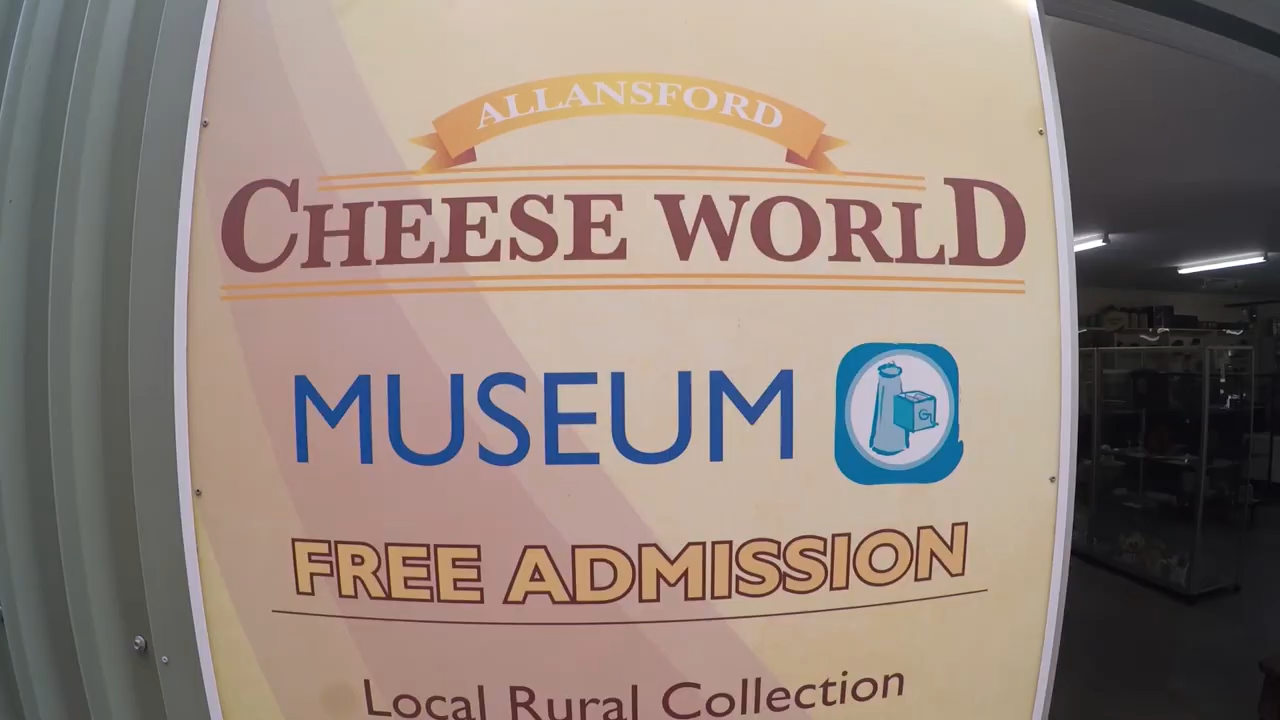 ALLANSFORD
CHEESE WORLD
MUSEUM
G
FREE ADMISSION
Local Rural Collection